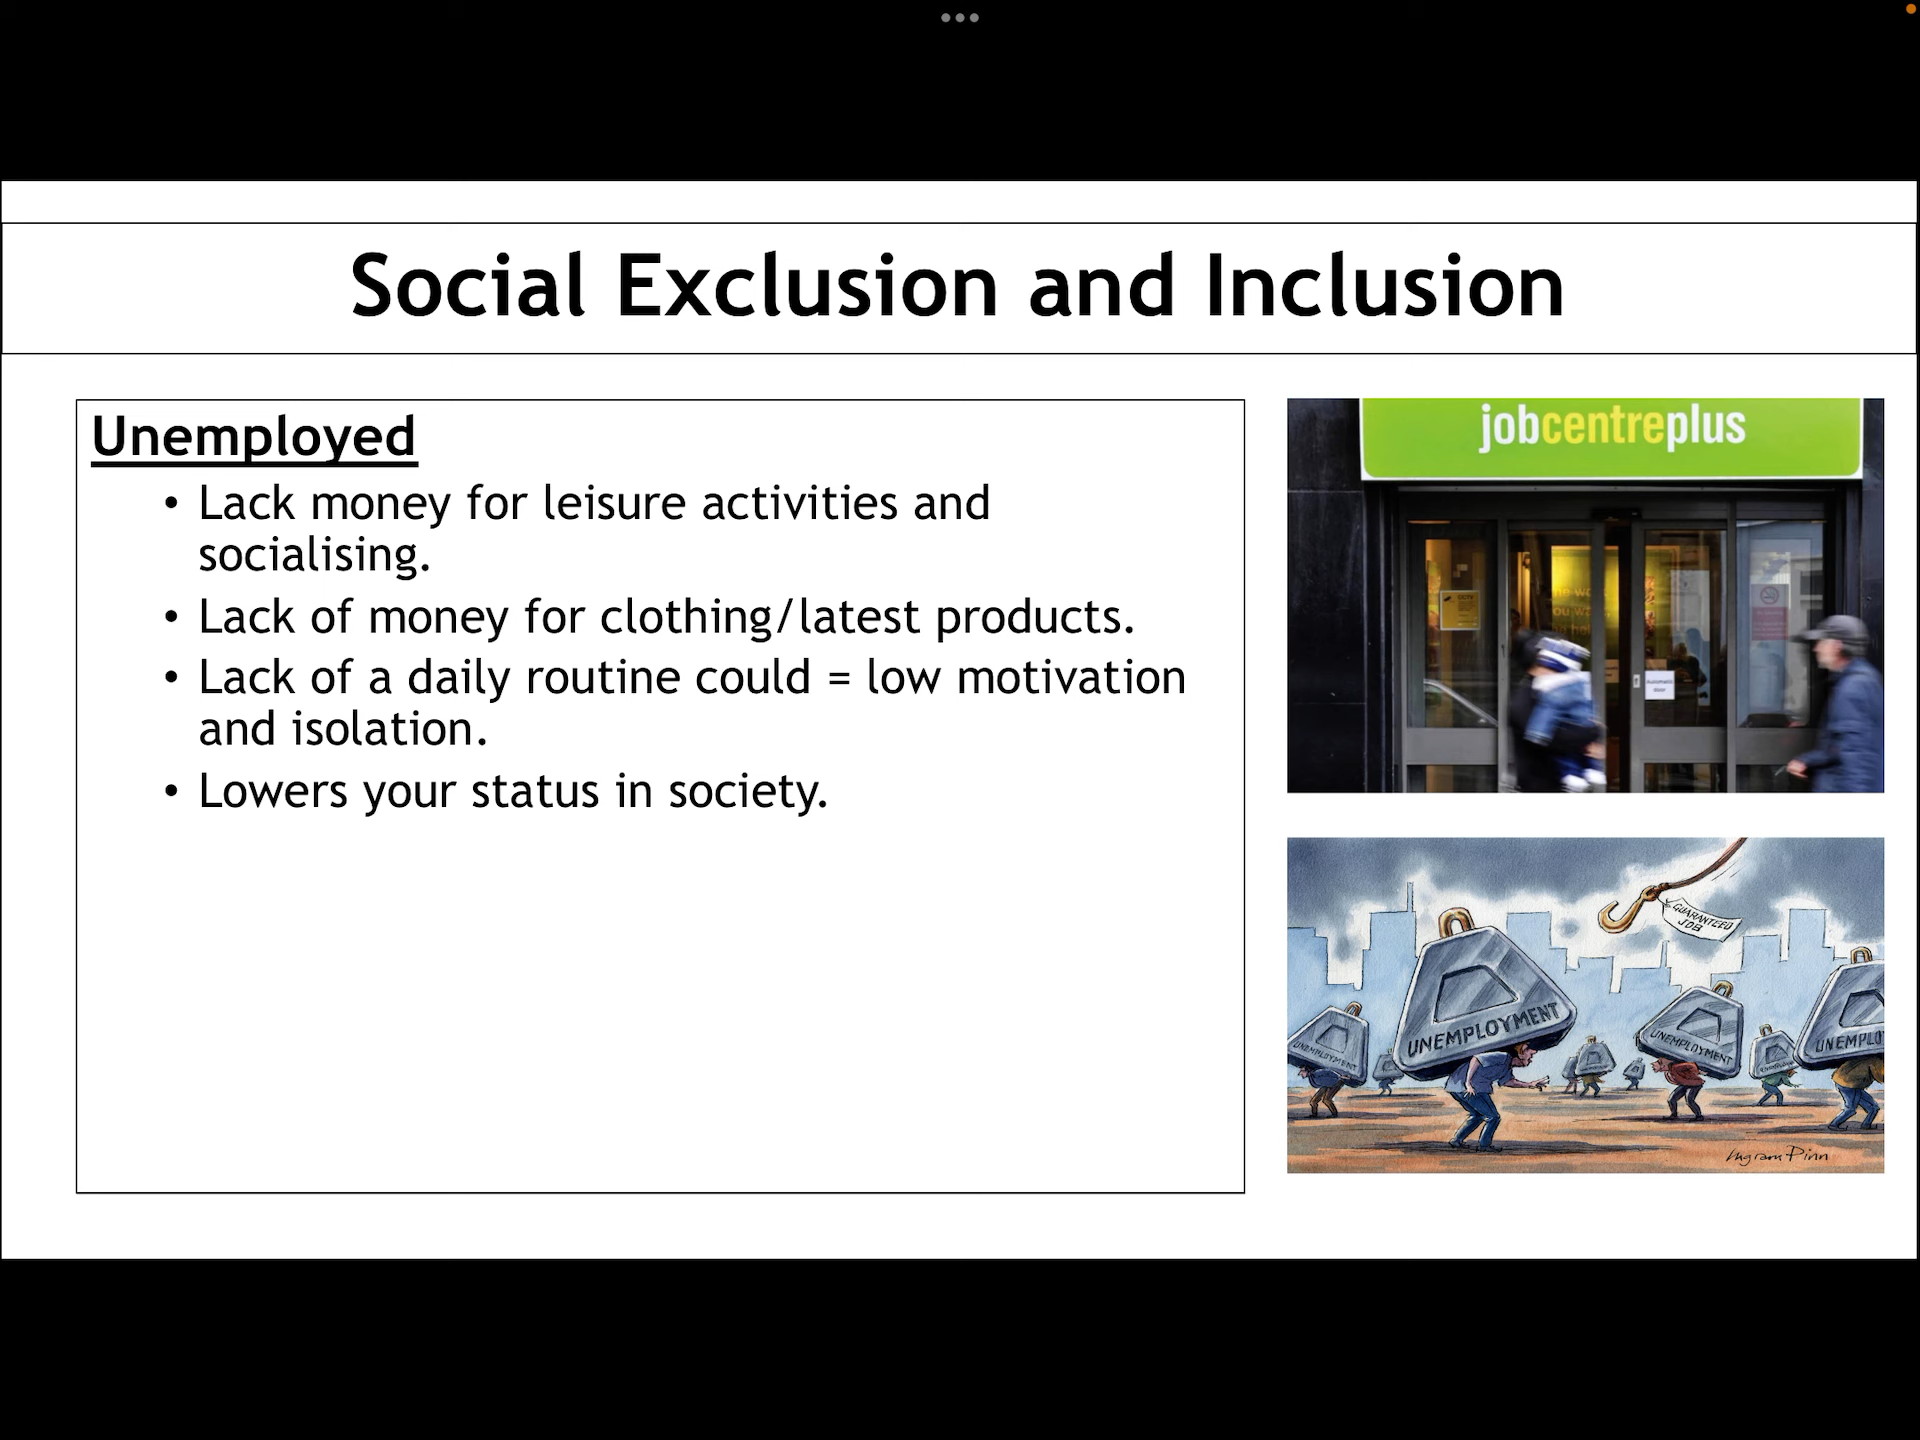 Social Exclusion and Inclusion
Unemployed
• Lack money for leisure activities and
socialising.
• Lack of money for clothing/latest products.
• Lack of a daily routine could = low motivation
and isolation.
• Lowers your status in society.
jobcentreplus
GUARANTEED
JOB
UNEMPLOYMENT
UNEMPLOYMENT
UNEMPLOYMENT
UNEMPLO
Ingram Pinn